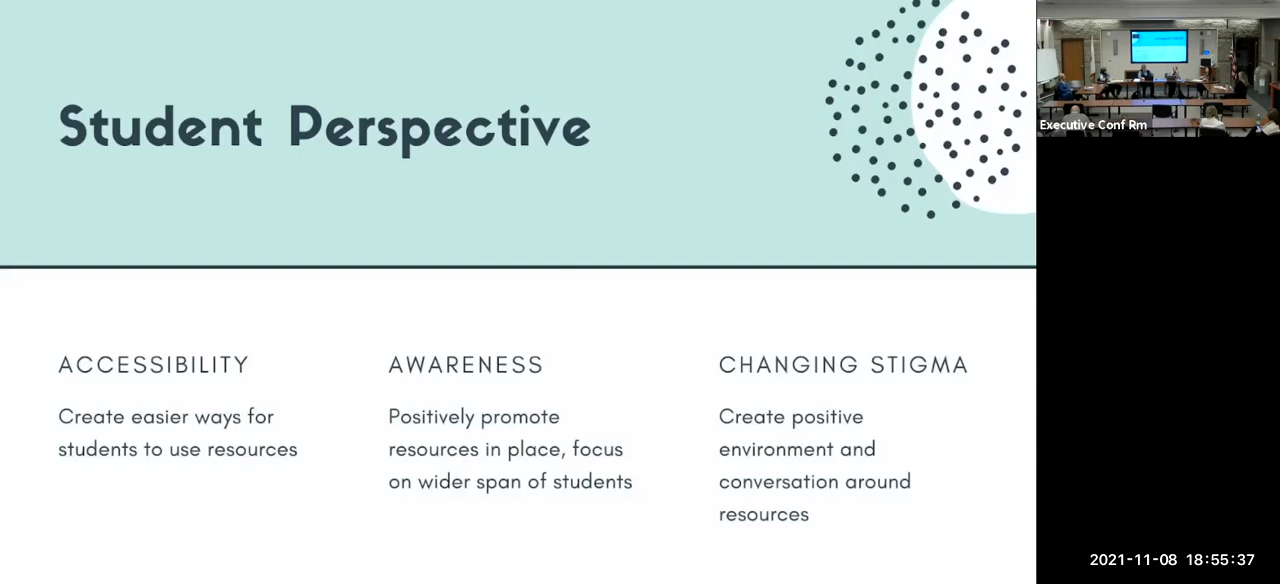 Student Perspective
ACCESSIBILITY
Create easier ways for
students to use resources
AWARENESS
Positively promote
resources in place, focus
on wider span of students
CHANGING STIGMA
Create positive
environment and
conversation around
resources
Executive Conf Rm
2021-11-08 18:55:37